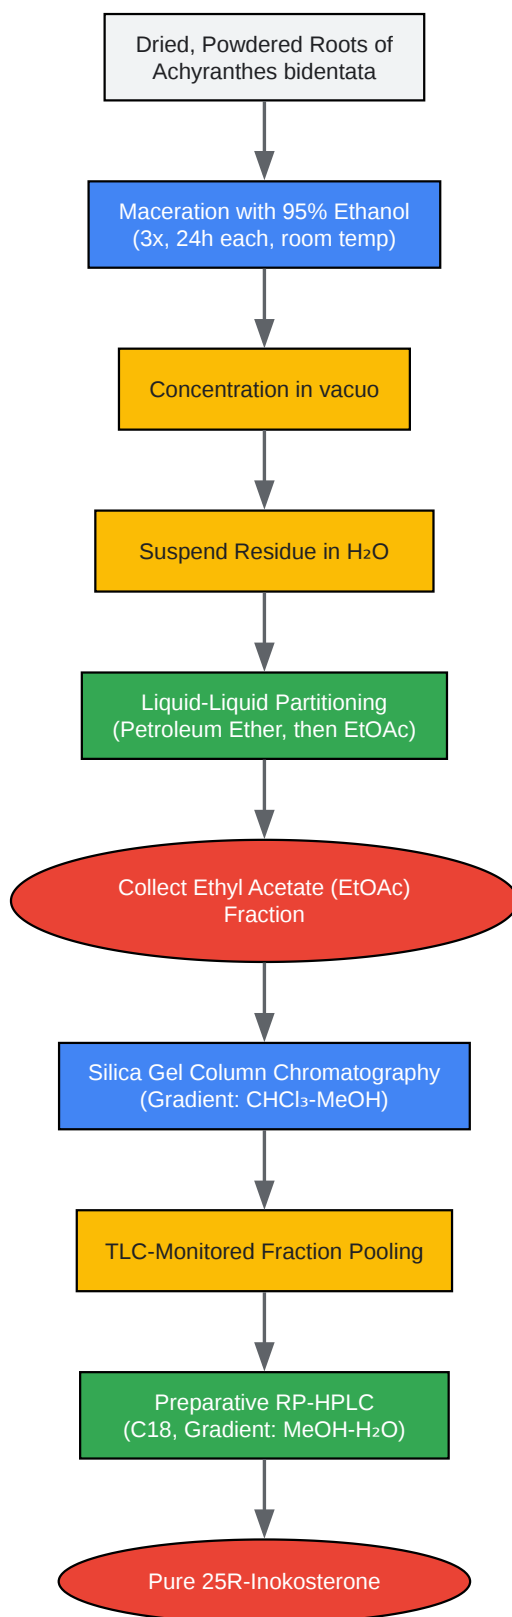 Dried, Powdered Roots of
Achyranthes bidentata
Maceration with 95% Ethanol
(3x, 24h each, room temp)
Concentration in vacuo
Suspend Residue in H₂O
Liquid-Liquid Partitioning
(Petroleum Ether, then EtOAc)
Collect Ethyl Acetate (EtOAc)
Fraction
Silica Gel Column Chromatography
(Gradient: CHCl₃-MeOH)
TLC-Monitored Fraction Pooling
Preparative RP-HPLC
(C18, Gradient: MeOH-H₂O)
Pure 25R-Inokosterone